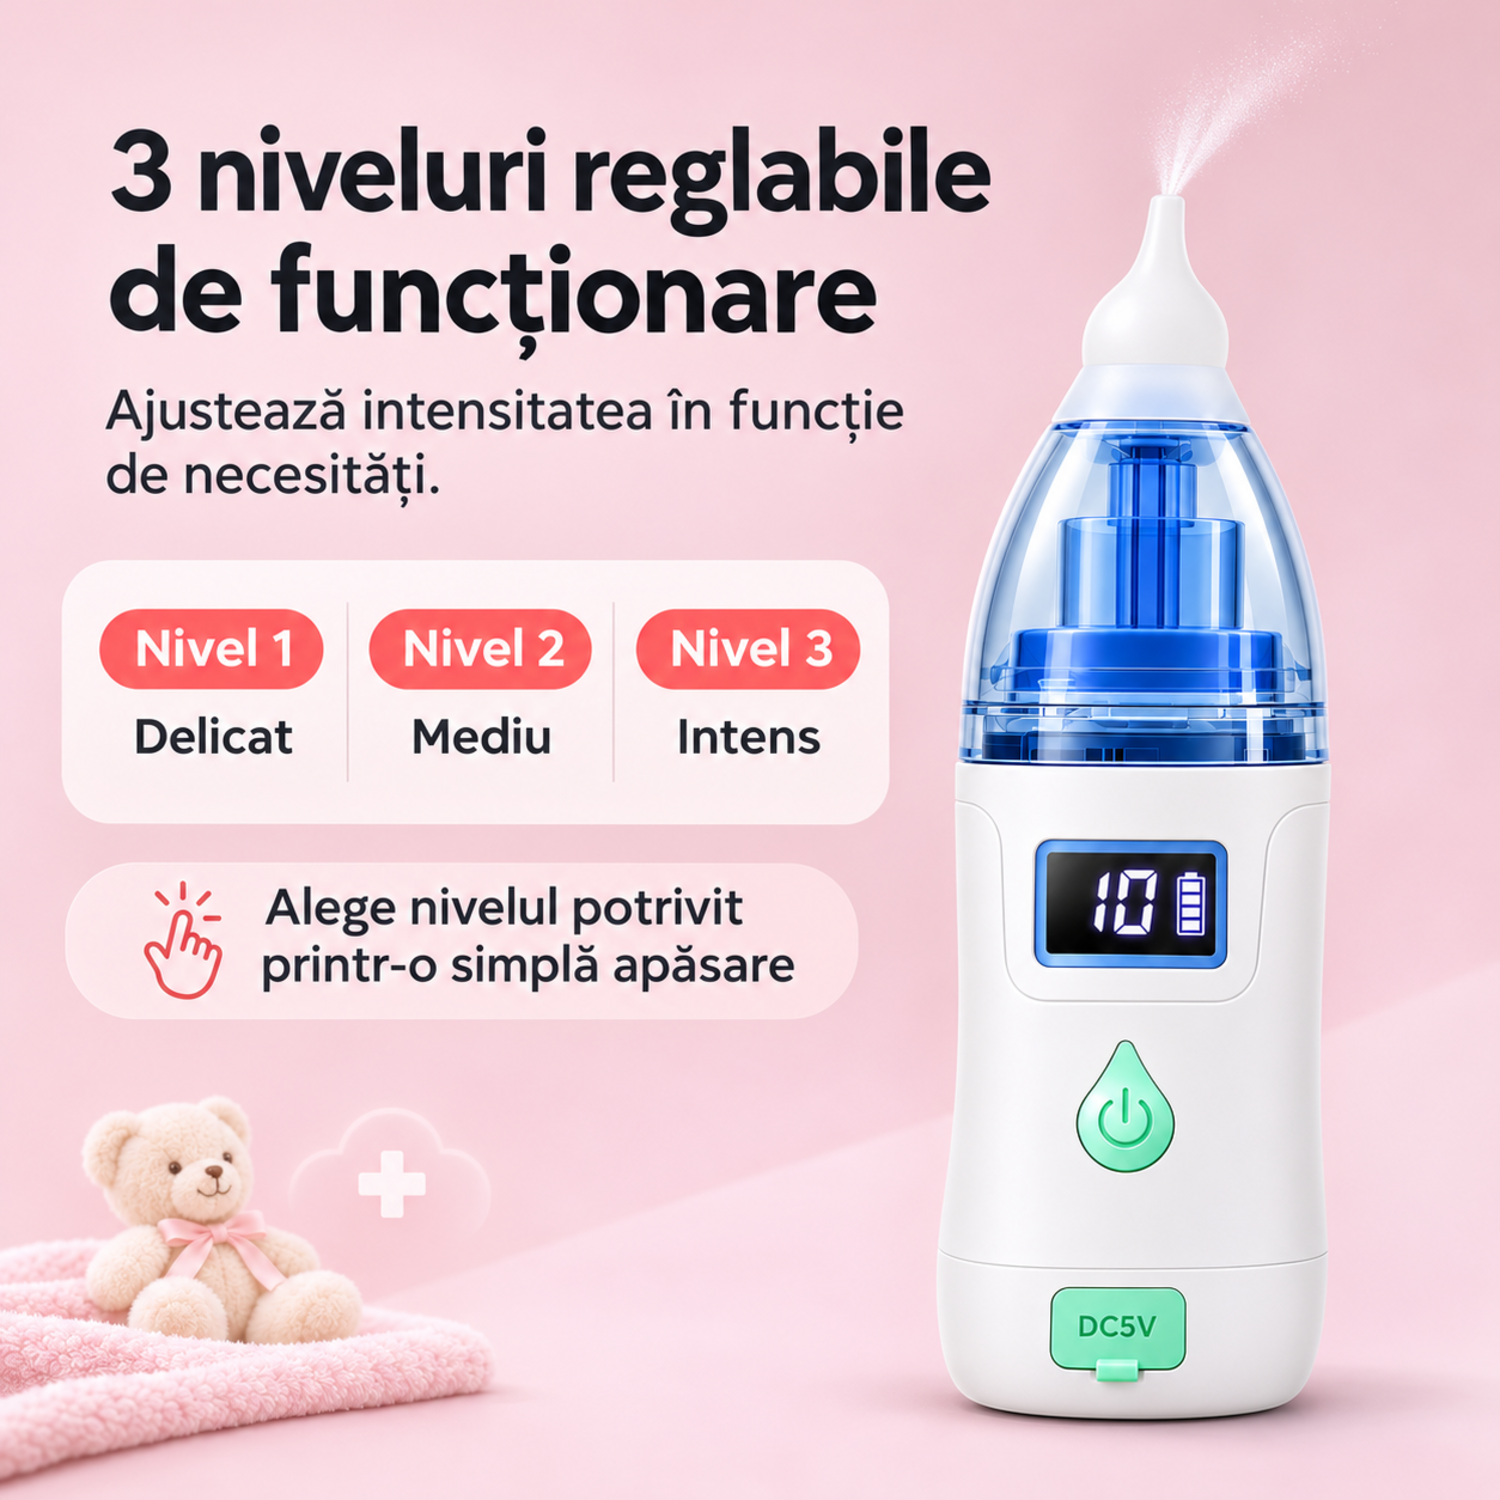 3 niveluri reglabile
de funcționare
Ajustează intensitatea în funcție
de necesități.
Nivel 1
Nivel 2
Nivel 3
Delicat
Mediu
Intens
Alege nivelul potrivit
printr-o simplă apăsare
10
DC5V